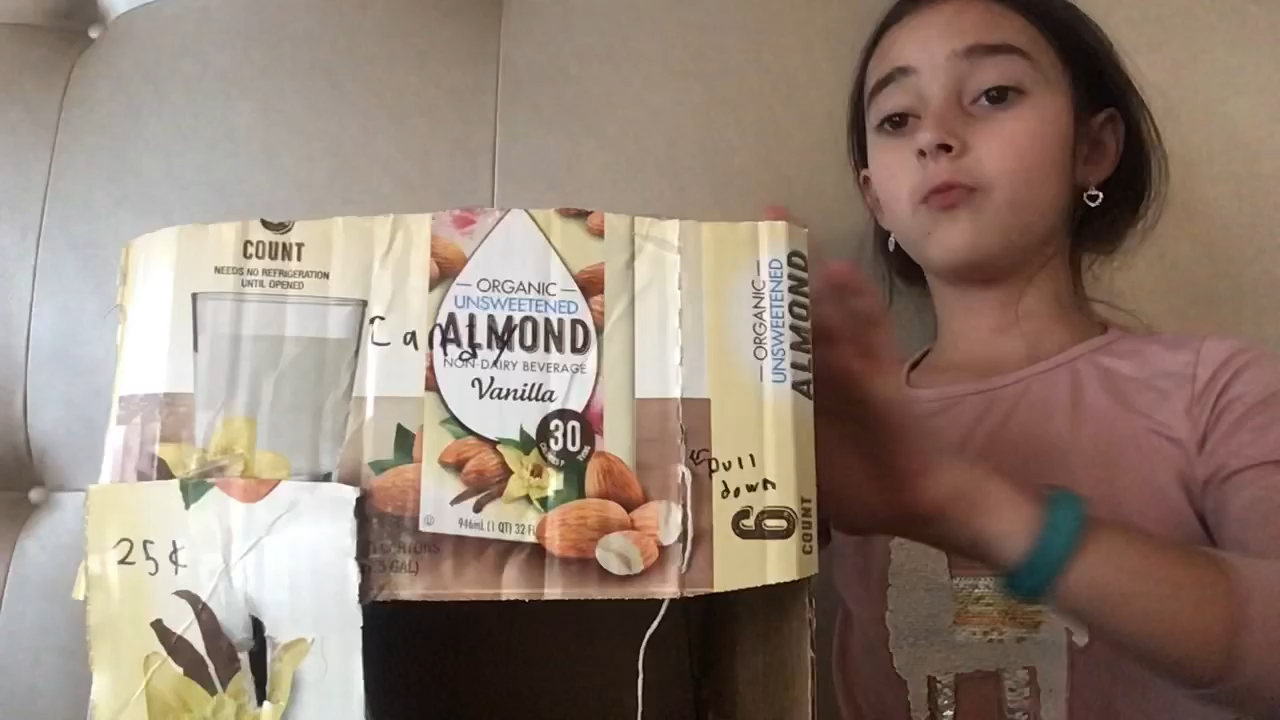 COUNT
NEEDS NO REFRIGERATION
UNTIL OPENED
ORGANIC
UNSWEETENED
ALMOND
NON-DAIRY BEVERAGE
Vanilla
30
946mL (1 QT) 32
Candy
ORGANIC
UNSWEETENED
ALMOND
pull
down
6
COUNT
GAL)
25¢